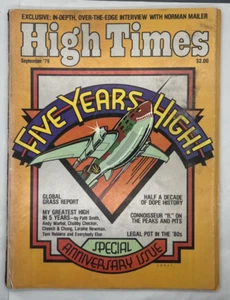 EXCLUSIVE: IN-DEPTH, OVER-THE-EDGE INTERVIEW WITH NORMAN MAILER
High Times
September '79
$2.00
FIVE YEARS HIGH!
GLOBAL
GRASS REPORT
MY GREATEST HIGH
IN 5 YEARS—by Patti Smith,
Andy Warhol, Chubby Checker,
Cheech & Chong, Laraine Newman,
Tom Robbins and Everybody Else
HALF A DECADE
OF DOPE HISTORY
CONNOISSEUR "R." ON
THE PEAKS AND PITS
LEGAL POT IN THE '80s
SPECIAL
ANNIVERSARY ISSUE